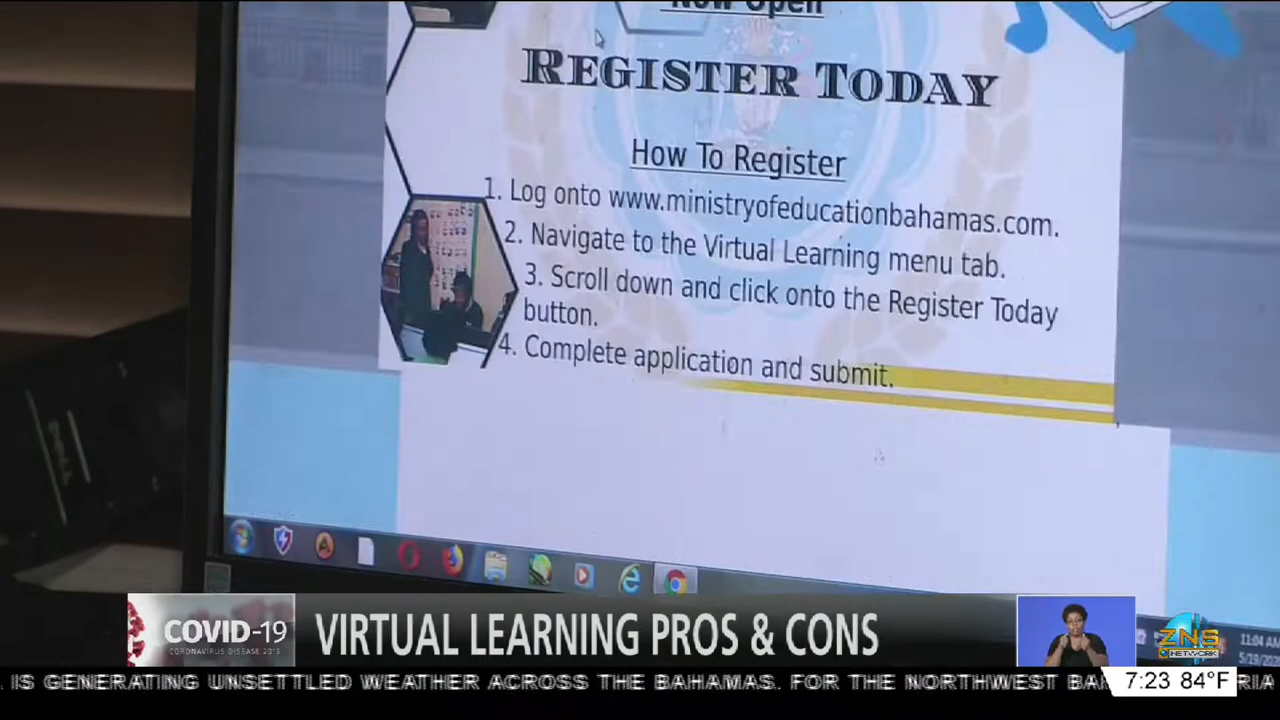 Now Open
REGISTER TODAY
How To Register
1. Log onto www.ministryofeducationbahamas.com.
2. Navigate to the Virtual Learning menu tab.
3. Scroll down and click onto the Register Today
button.
4. Complete application and submit.
DELL
COVID-19
CORONAVIRUS DISEASE 2019
VIRTUAL LEARNING PROS & CONS
ZNS
NETWORK
11:04 AM
. IS GENERATING UNSETTLED WEATHER ACROSS THE BAHAMAS. FOR THE NORTHWEST
7:23 84°F